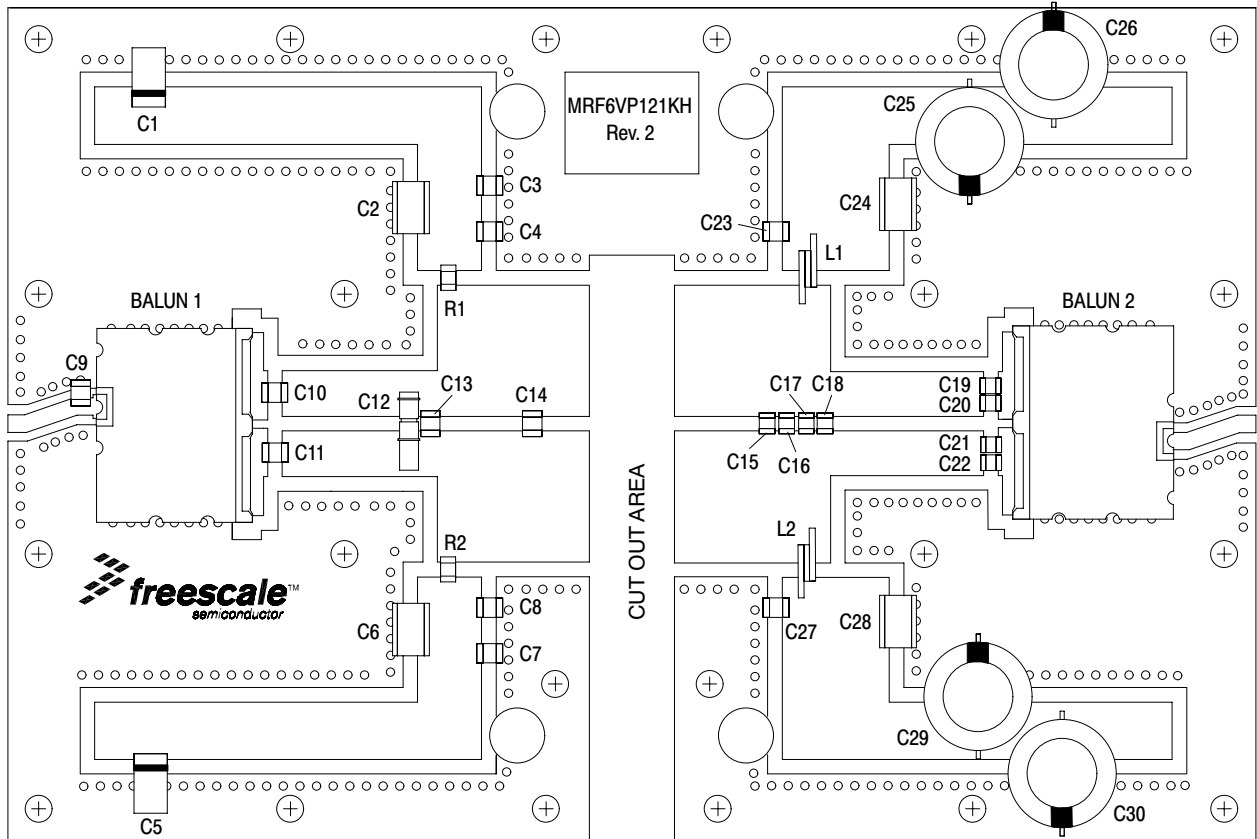 C26
MRF6VP121KH
Rev. 2
C25
C1
C3
C2
C24
C23
C4
L1
R1
BALUN 1
BALUN 2
C9
C10
C12
C13
C14
C17
C18
C19
C20
C11
C15
C16
C21
C22
CUT OUT AREA
R2
L2
freescale™
semiconductor
C8
C6
C27
C28
C7
C29
C5
C30